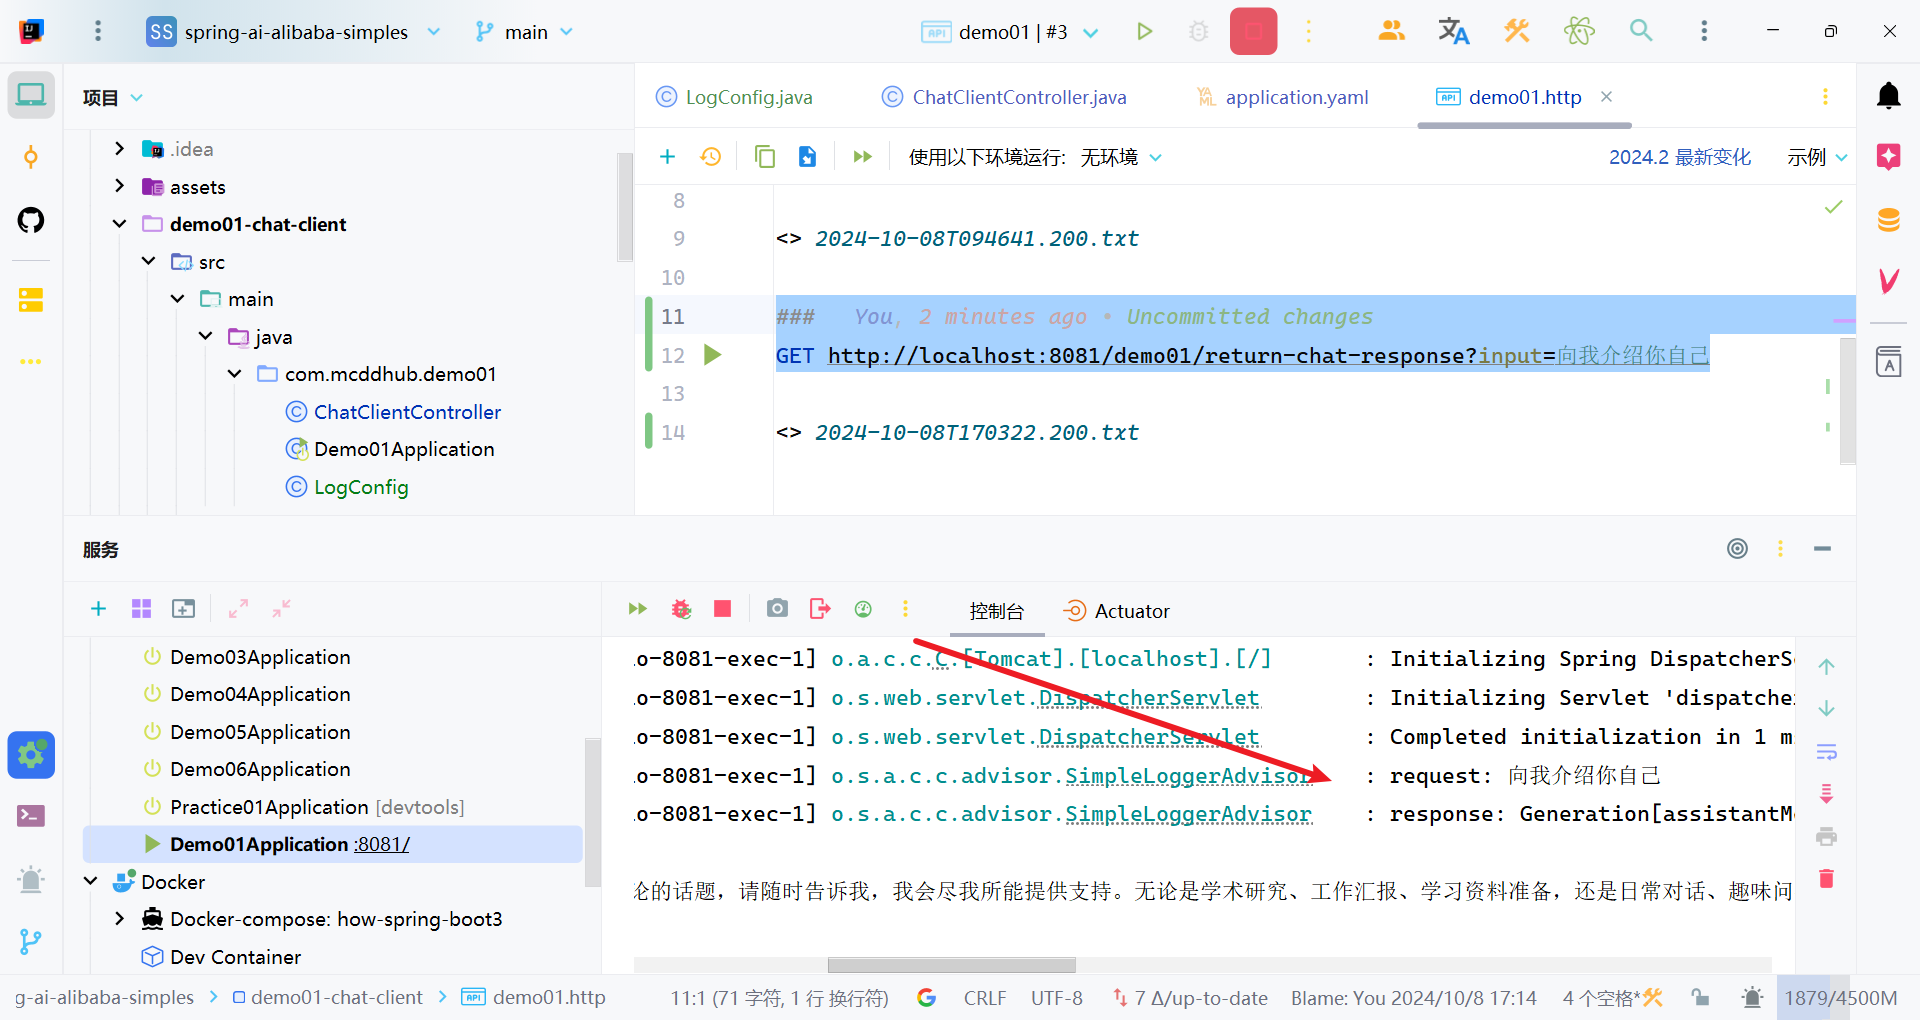 SS spring-ai-alibaba-simples
main
API demo01 | #3
项目
LogConfig.java
ChatClientController.java
YAML application.yaml
API demo01.http
使用以下环境运行: 无环境
2024.2 最新变化
示例
.idea
assets
demo01-chat-client
src
main
java
com.mcddhub.demo01
ChatClientController
Demo01Application
LogConfig
8
9 <> 2024-10-08T094641.200.txt
10
11 ### You, 2 minutes ago • Uncommitted changes
12 GET http://localhost:8081/demo01/return-chat-response?input=向我介绍你自己
13
14 <> 2024-10-08T170322.200.txt
服务
控制台
Actuator
Demo03Application
Demo04Application
Demo05Application
Demo06Application
Practice01Application [devtools]
Demo01Application :8081/
Docker
Docker-compose: how-spring-boot3
Dev Container
o-8081-exec-1] o.a.c.c.C.[Tomcat].[localhost].[/] : Initializing Spring DispatcherS
o-8081-exec-1] o.s.web.servlet.DispatcherServlet : Initializing Servlet 'dispatche
o-8081-exec-1] o.s.web.servlet.DispatcherServlet : Completed initialization in 1 m
o-8081-exec-1] o.s.a.c.c.advisor.SimpleLoggerAdvisor : request: 向我介绍你自己
o-8081-exec-1] o.s.a.c.c.advisor.SimpleLoggerAdvisor : response: Generation[assistantM
论的话题，请随时告诉我，我会尽我所能提供支持。无论是学术研究、工作汇报、学习资料准备，还是日常对话、趣味问
g-ai-alibaba-simples > demo01-chat-client > API demo01.http
11:1 (71 字符, 1 行 换行符)
CRLF
UTF-8
7 Δ/up-to-date
Blame: You 2024/10/8 17:14
4 个空格*
1879/4500M